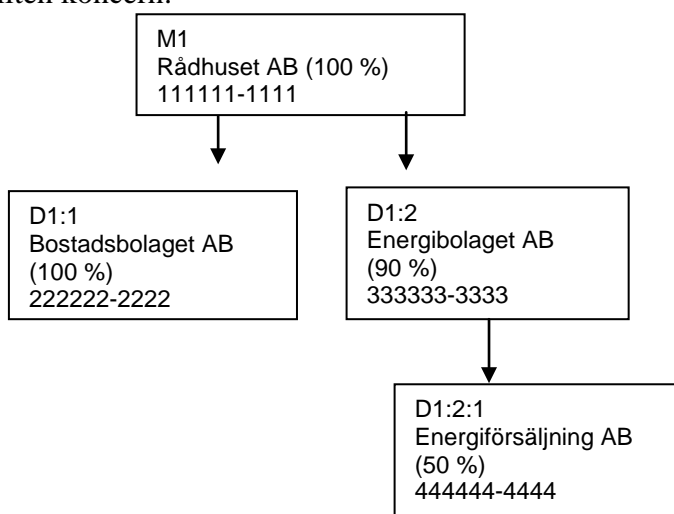 koncern.
M1
Rådhuset AB (100 %)
111111-1111
D1:1
Bostadsbolaget AB
(100 %)
222222-2222
D1:2
Energibolaget AB
(90 %)
333333-3333
D1:2:1
Energiförsäljning AB
(50 %)
444444-4444